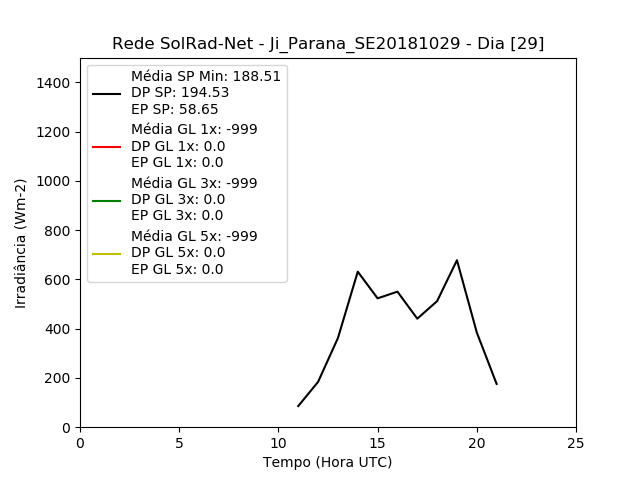 Rede SolRad-Net - Ji_Parana_SE20181029 - Dia [29]
Média SP Min: 188.51
DP SP: 194.53
EP SP: 58.65
Média GL 1x: -999
DP GL 1x: 0.0
EP GL 1x: 0.0
Média GL 3x: -999
DP GL 3x: 0.0
EP GL 3x: 0.0
Média GL 5x: -999
DP GL 5x: 0.0
EP GL 5x: 0.0
Irradiância (Wm-2)
1400
1200
1000
800
600
400
200
0
0 5 10 15 20 25
Tempo (Hora UTC)